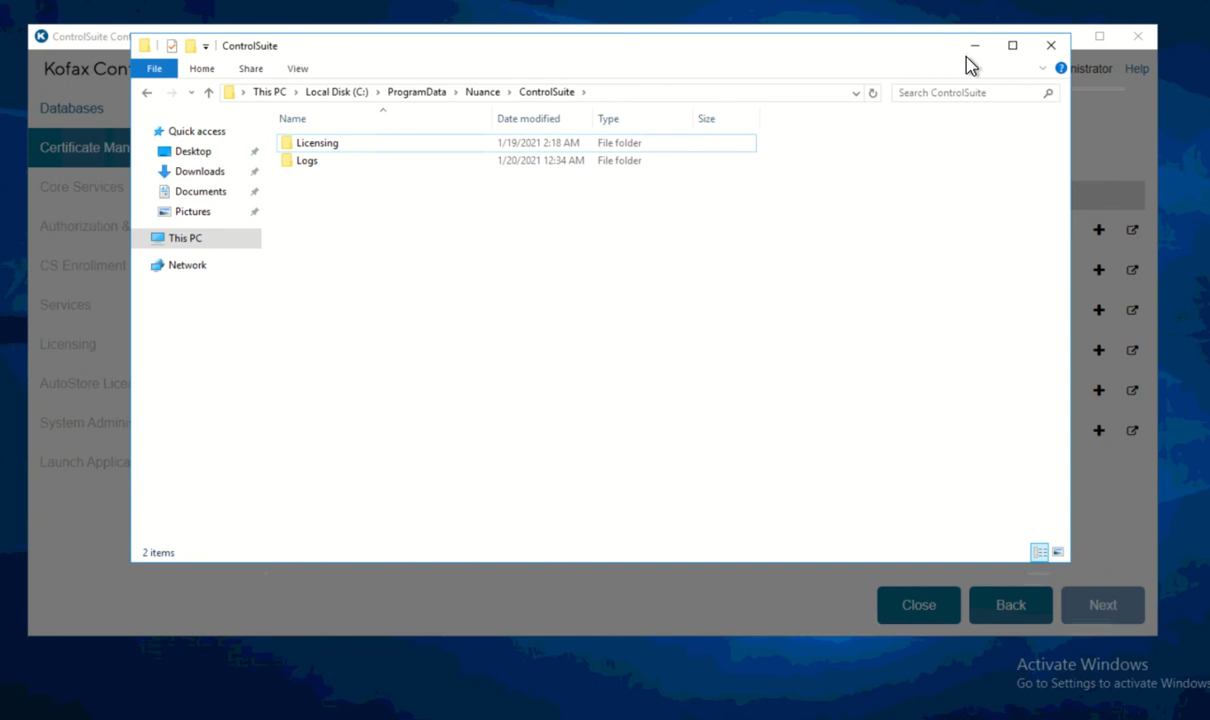 ControlSuite Con
ControlSuite
Kofax Con
File
Home
Share
View
nistrator
Help
This PC
Local Disk (C:)
ProgramData
Nuance
ControlSuite
Search ControlSuite
Databases
Certificate Man
Core Services
Authorization &
CS Enrollment
Services
Licensing
AutoStore Lice
System Adminis
Launch Applica
Quick access
Desktop
Downloads
Documents
Pictures
This PC
Network
Name Date modified Type Size
Licensing 1/19/2021 2:18 AM File folder
Logs 1/20/2021 12:34 AM File folder
2 items
Close
Back
Next
Activate Windows
Go to Settings to activate Windows